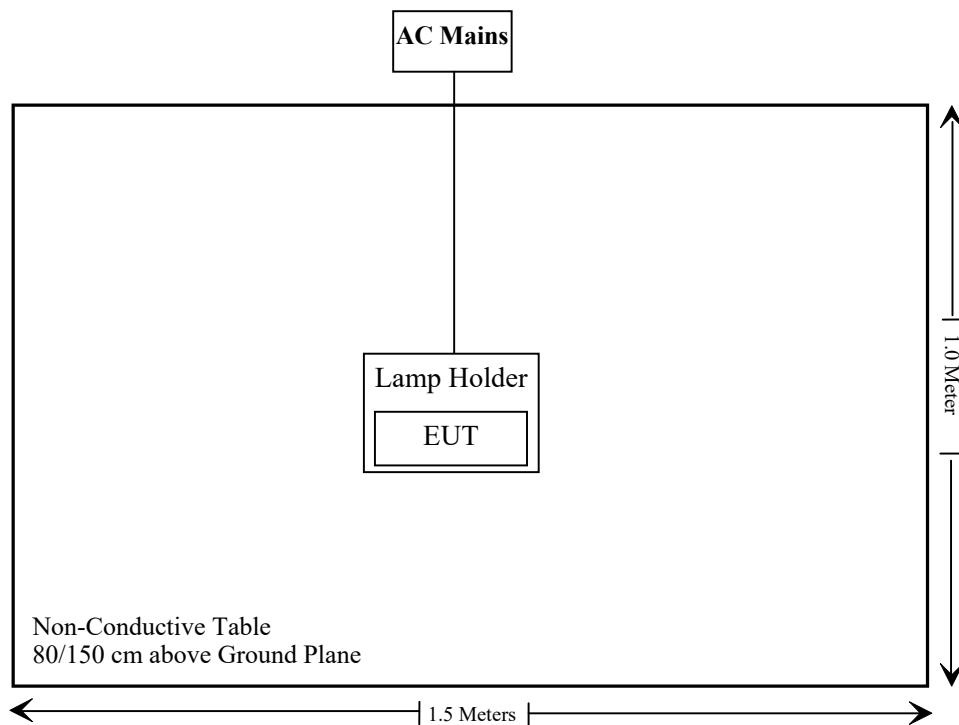 AC Mains
Lamp Holder
EUT
1.0 Meter
Non-Conductive Table
80/150 cm above Ground Plane
1.5 Meters